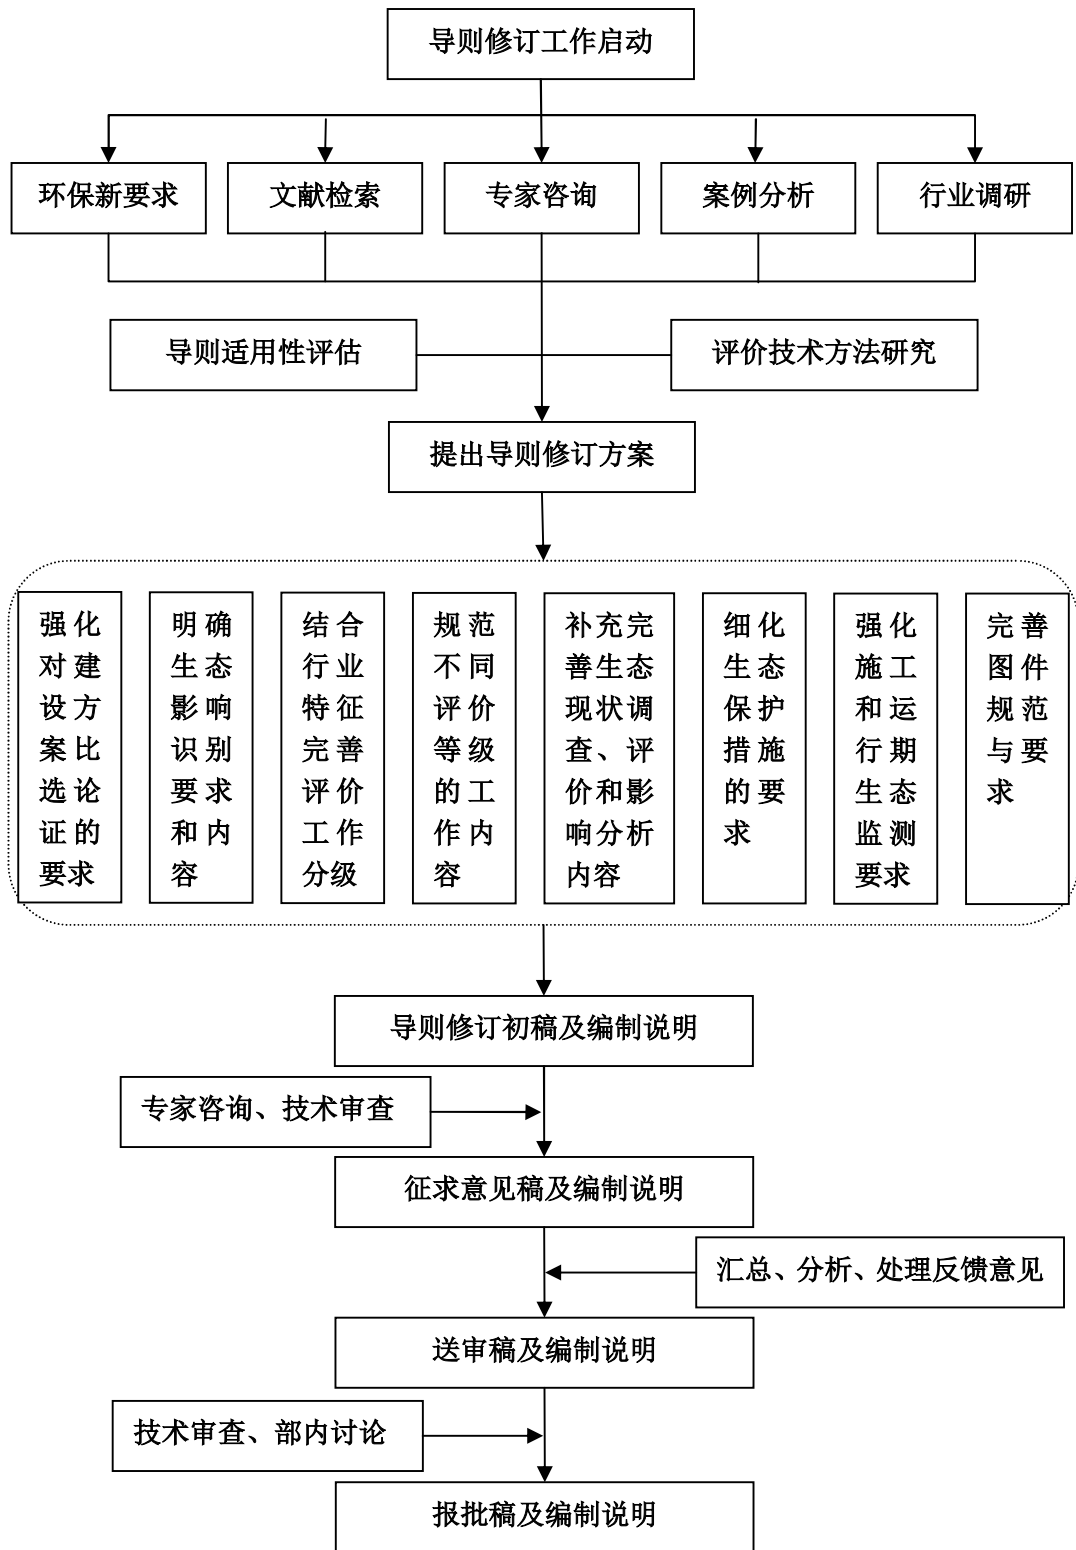 导则修订工作启动
环保新要求
文献检索
专家咨询
案例分析
行业调研
导则适用性评估
评价技术方法研究
提出导则修订方案
强化
对建
设方
案比
选论
证的
要求
明确
生态
影响
识别
要求
和内
容
结合
行业
特征
完善
评价
工作
分级
规范
不同
评价
等级
的工
作内
容
补充完
善生态
现状调
查、评
价和影
响分析
内容
细化
生态
保护
措施
的要
求
强化
施工
和运
行期
生态
监测
要求
完善
图件
规范
与要
求
导则修订初稿及编制说明
专家咨询、技术审查
征求意见稿及编制说明
汇总、分析、处理反馈意见
送审稿及编制说明
技术审查、部内讨论
报批稿及编制说明